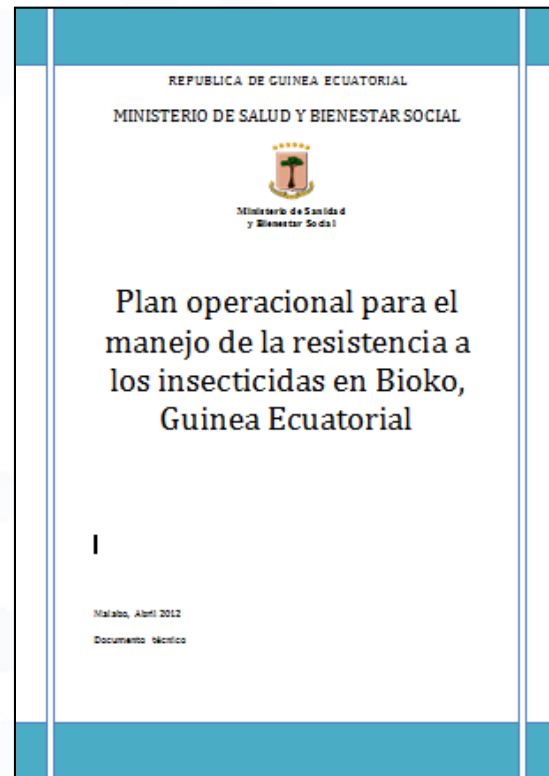 REPUBLICA DE GUINEA ECUATORIAL
MINISTERIO DE SALUD Y BIENESTAR SOCIAL
Ministerio de Sanidad
y Bienestar Social
Plan operacional para el
manejo de la resistencia a
los insecticidas en Bioko,
Guinea Ecuatorial
Malabo, Abril 2012
Documento técnico